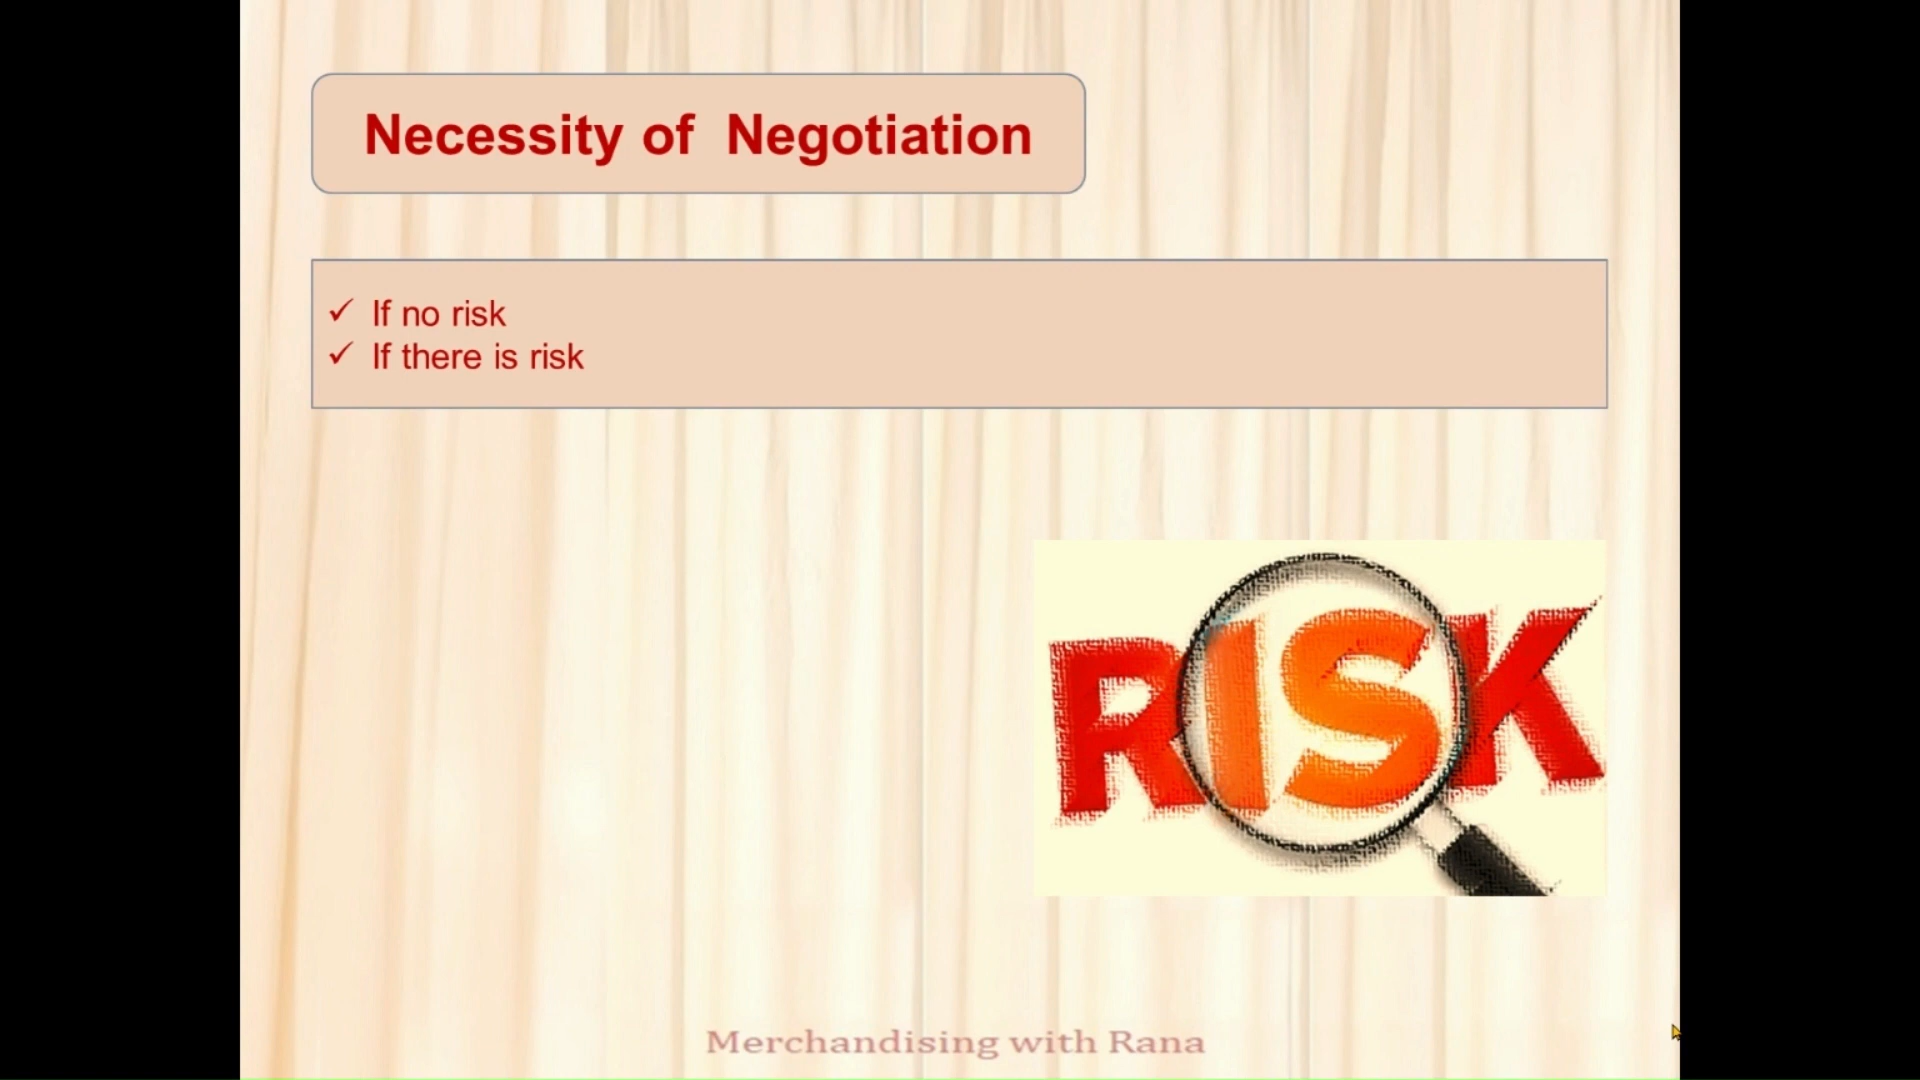 Necessity of Negotiation
✓ If no risk
✓ If there is risk
RISK
Merchandising with Rana